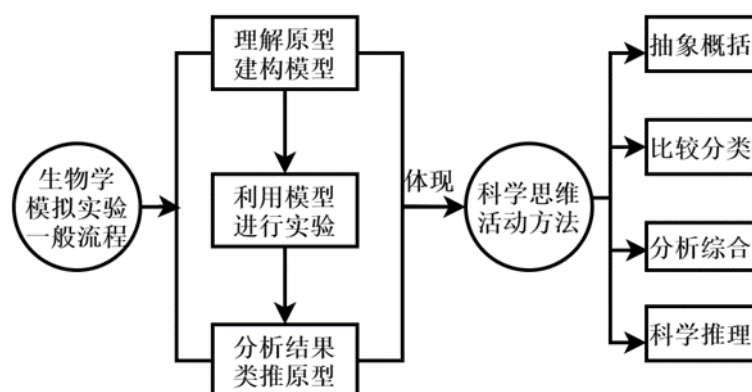 生物学
模拟实验
一般流程
理解原型
建构模型
利用模型
进行实验
分析结果
类推原型
体现
科学思维
活动方法
抽象概括
比较分类
分析综合
科学推理